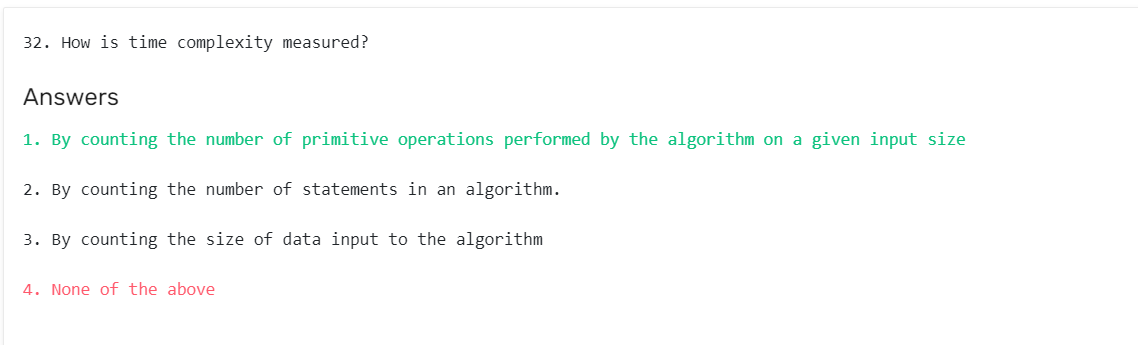 32. How is time complexity measured?
Answers
1. By counting the number of primitive operations performed by the algorithm on a given input size
2. By counting the number of statements in an algorithm.
3. By counting the size of data input to the algorithm
4. None of the above